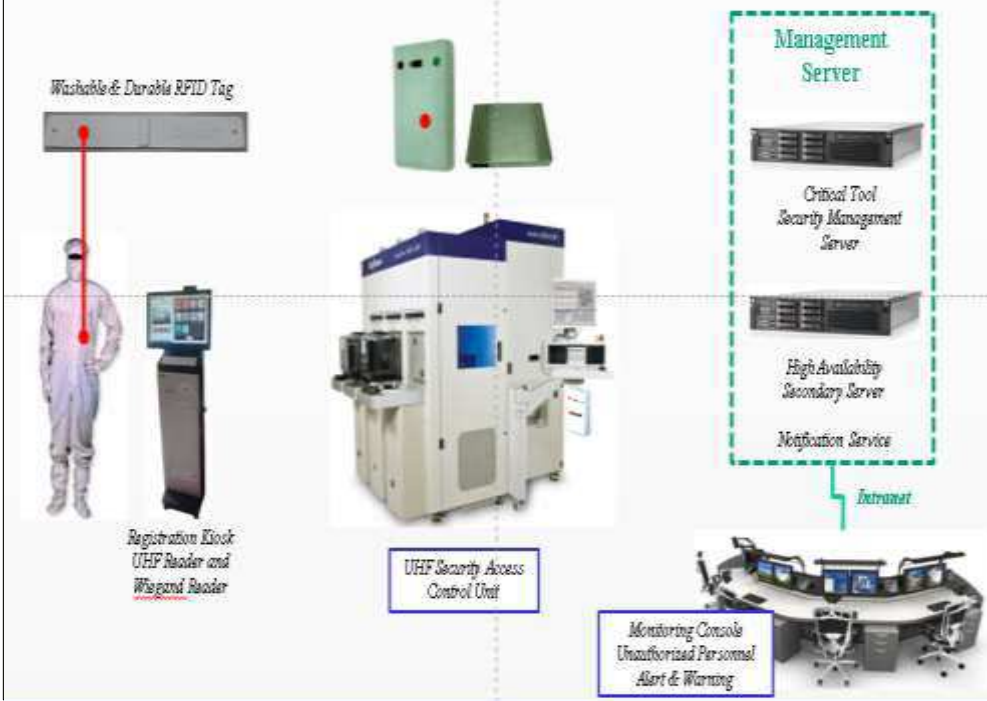 Washable & Durable RFID Tag
Management
Server
Critical Tool
Security Management
Server
High Availability
Secondary Server
Notification Service
Intranet
Registration Kiosk
UHF Reader and
Wiegand Reader
UHF Security Access
Control Unit
Monitoring Console
Unauthorized Personnel
Alert & Warning